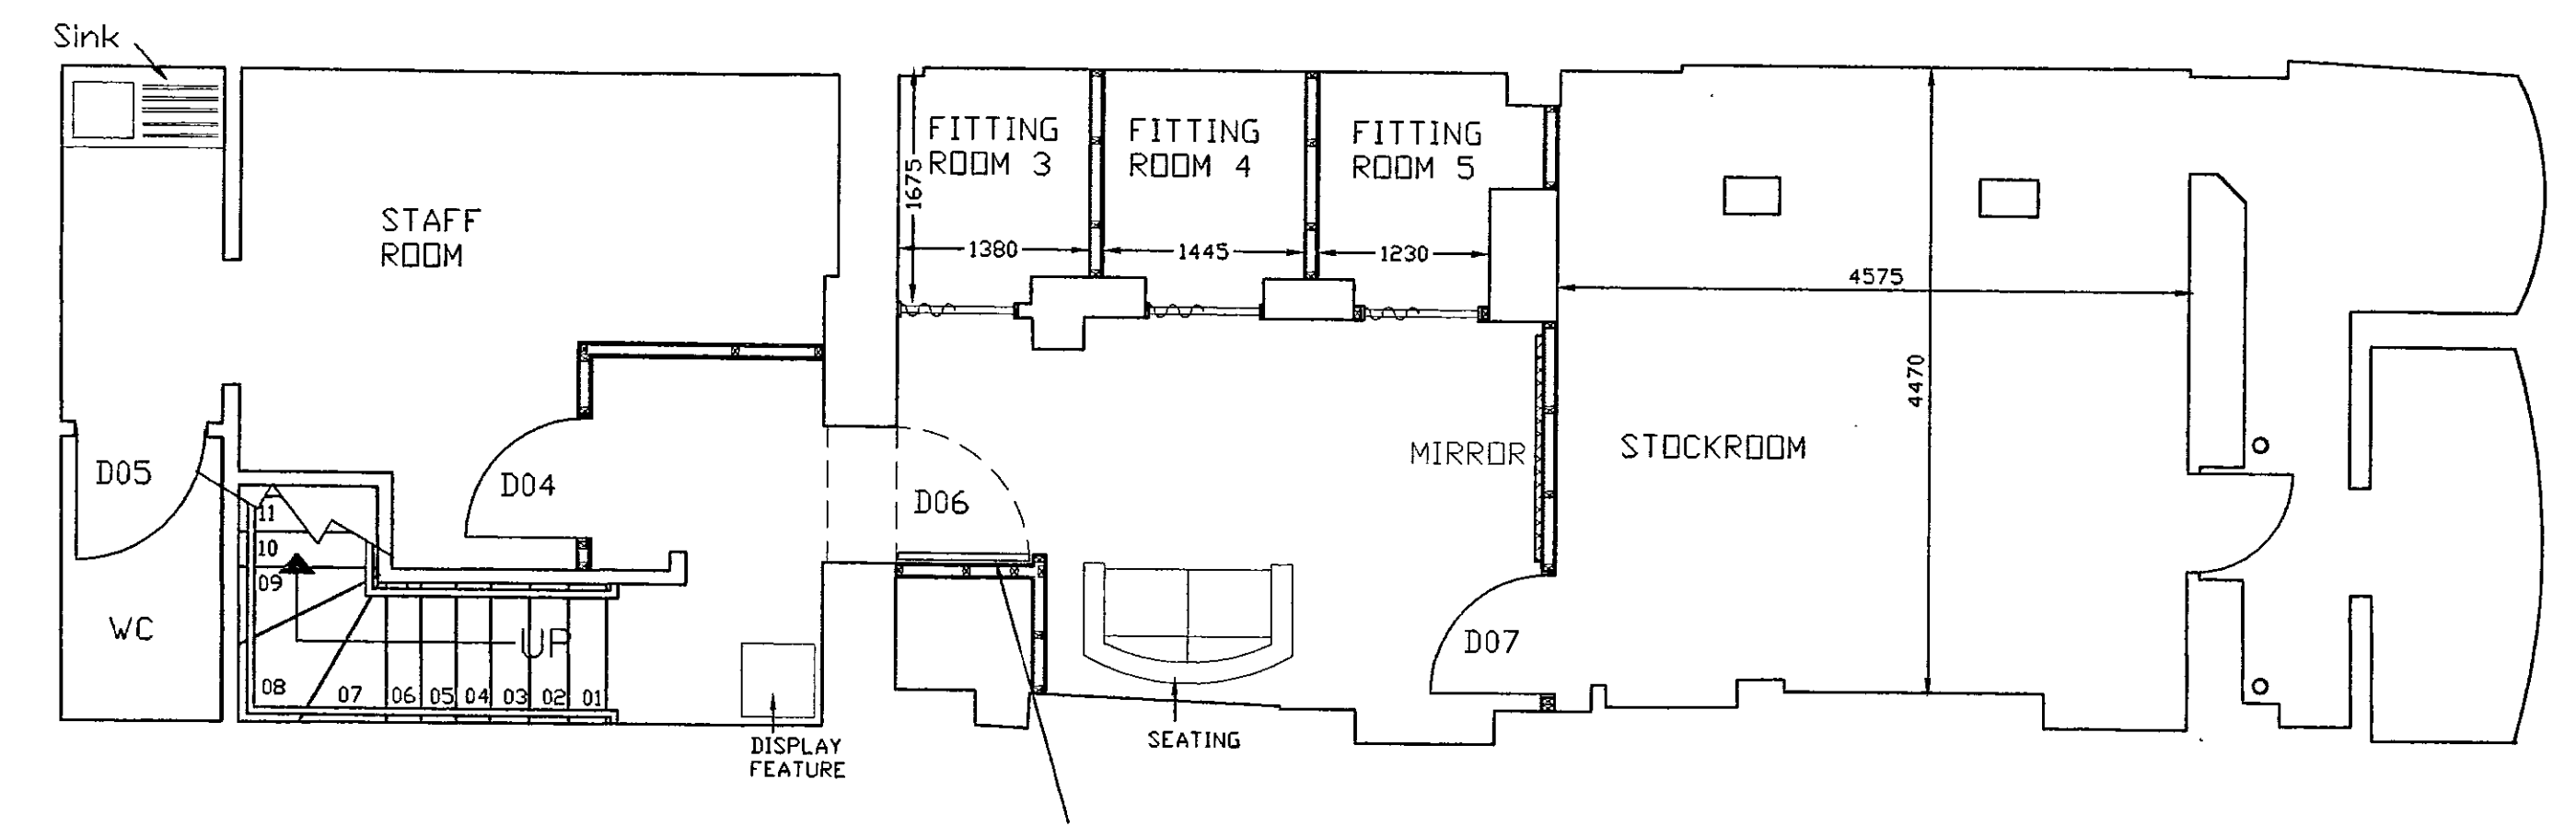 Sink
STAFF
ROOM
FITTING
ROOM 3
FITTING
ROOM 4
FITTING
ROOM 5
1675
1380
1445
1230
4575
4470
MIRROR
STOCKROOM
D05
D04
D06
D07
WC
11
10
09
08
07
06
05
04
03
02
01
UP
DISPLAY
FEATURE
SEATING